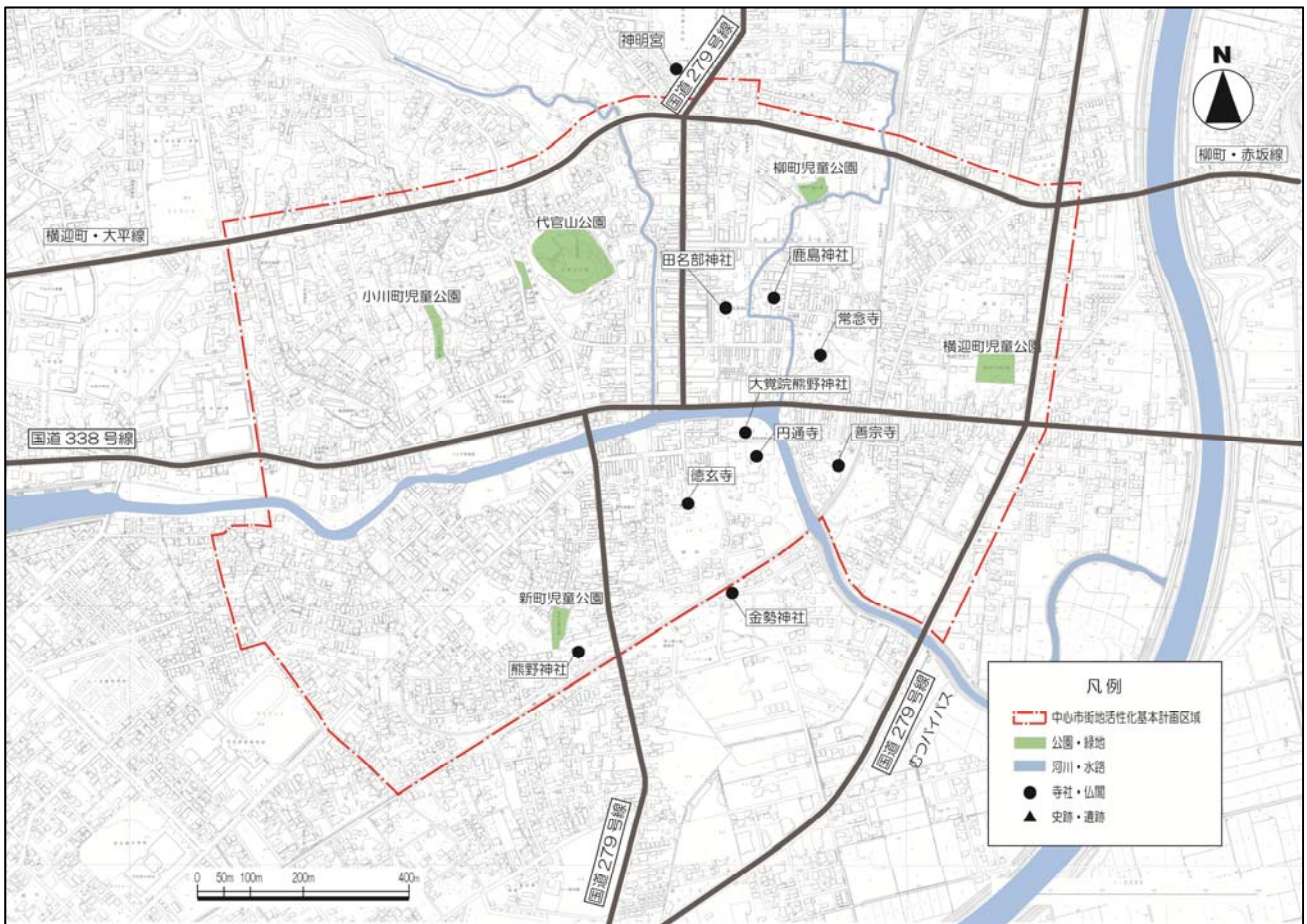 神明宮
国道279号線
N
柳町・赤坂線
柳町児童公園
代官山公園
横迎町・大平線
田名部神社
鹿島神社
小川町児童公園
常念寺
横迎町児童公園
大覚院熊野神社
国道338号線
円通寺
善宗寺
徳玄寺
新町児童公園
金勢神社
熊野神社
国道279号線
むつバイパス
国道279号線
凡例
中心市街地活性化基本計画区域
公園・緑地
河川・水路
寺社・仏閣
史跡・遺跡
0 50m 100m 200m 400m